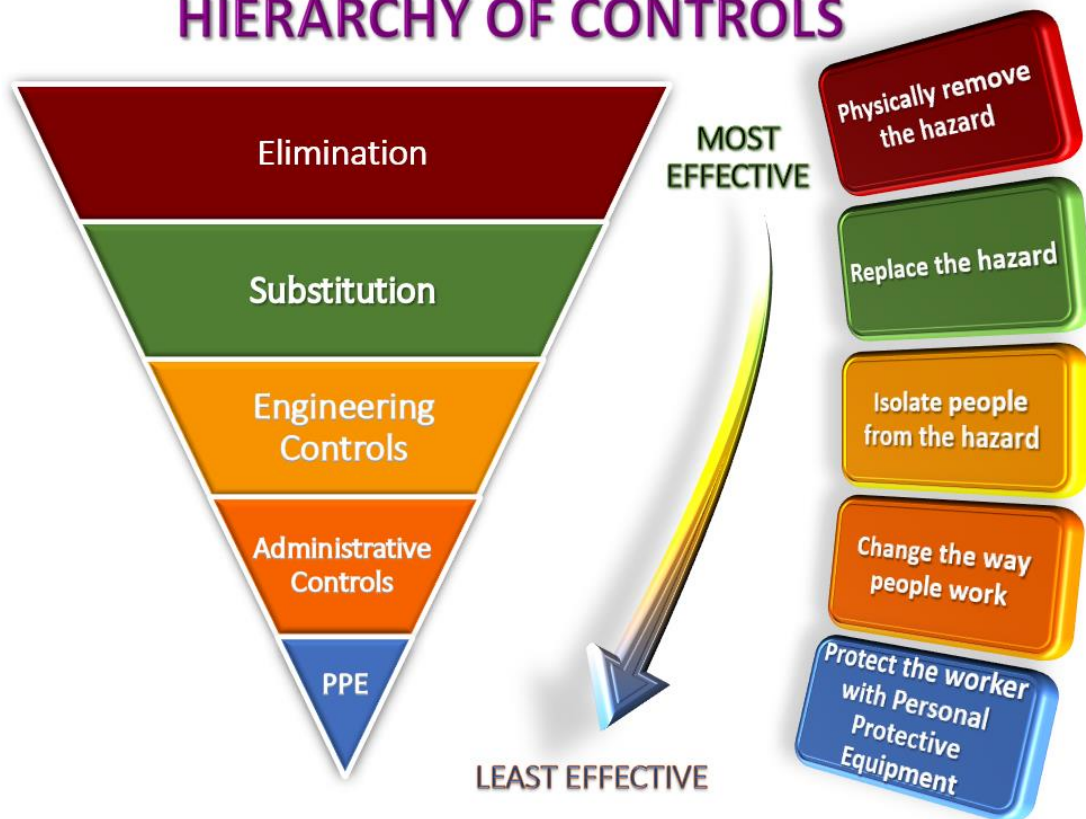 HIERARCHY OF CONTROLS
Elimination
Substitution
Engineering
Controls
Administrative
Controls
PPE
MOST
EFFECTIVE
LEAST EFFECTIVE
Physically remove
the hazard
Replace the hazard
Isolate people
from the hazard
Change the way
people work
Protect the worker
with Personal
Protective
Equipment